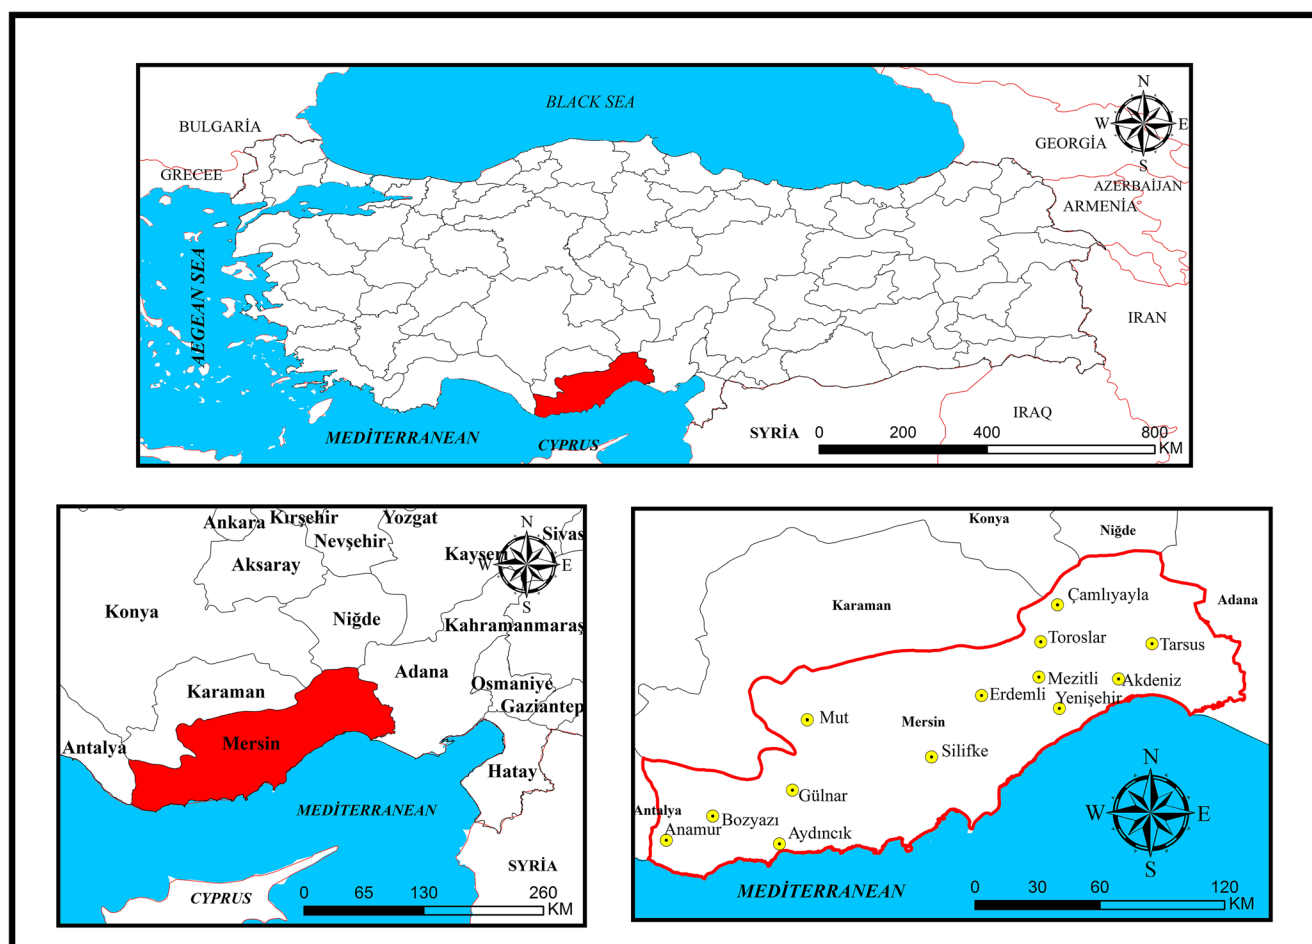 BLACK SEA
N
BULGARİA
W
E
GEORGİA
S
GRECEE
AZERBAİJAN
ARMENİA
AEGEAN SEA
IRAN
IRAQ
MEDİTERRANEAN
CYPRUS
SYRİA
0 200 400 800
KM
Ankara
Kırşehir
Yozgat
N
Sivas
Nevşehir
Kayseri
Aksaray
W
E
S
Konya
Niğde
Kahramanmaraş
Adana
Karaman
Osmaniye
Gaziantep
Antalya
Mersin
Hatay
MEDİTERRANEAN
SYRİA
CYPRUS
0 65 130 260
KM
Konya
Niğde
Karaman
Çamlıyayla
Adana
Toroslar
Tarsus
Mezitli
Akdeniz
Erdemli
Yenişehir
Mut
Mersin
Silifke
N
Gülnar
Antalya
Bozyazı
W
E
Anamur
Aydıncık
S
MEDİTERRANEAN
0 30 60 120
KM